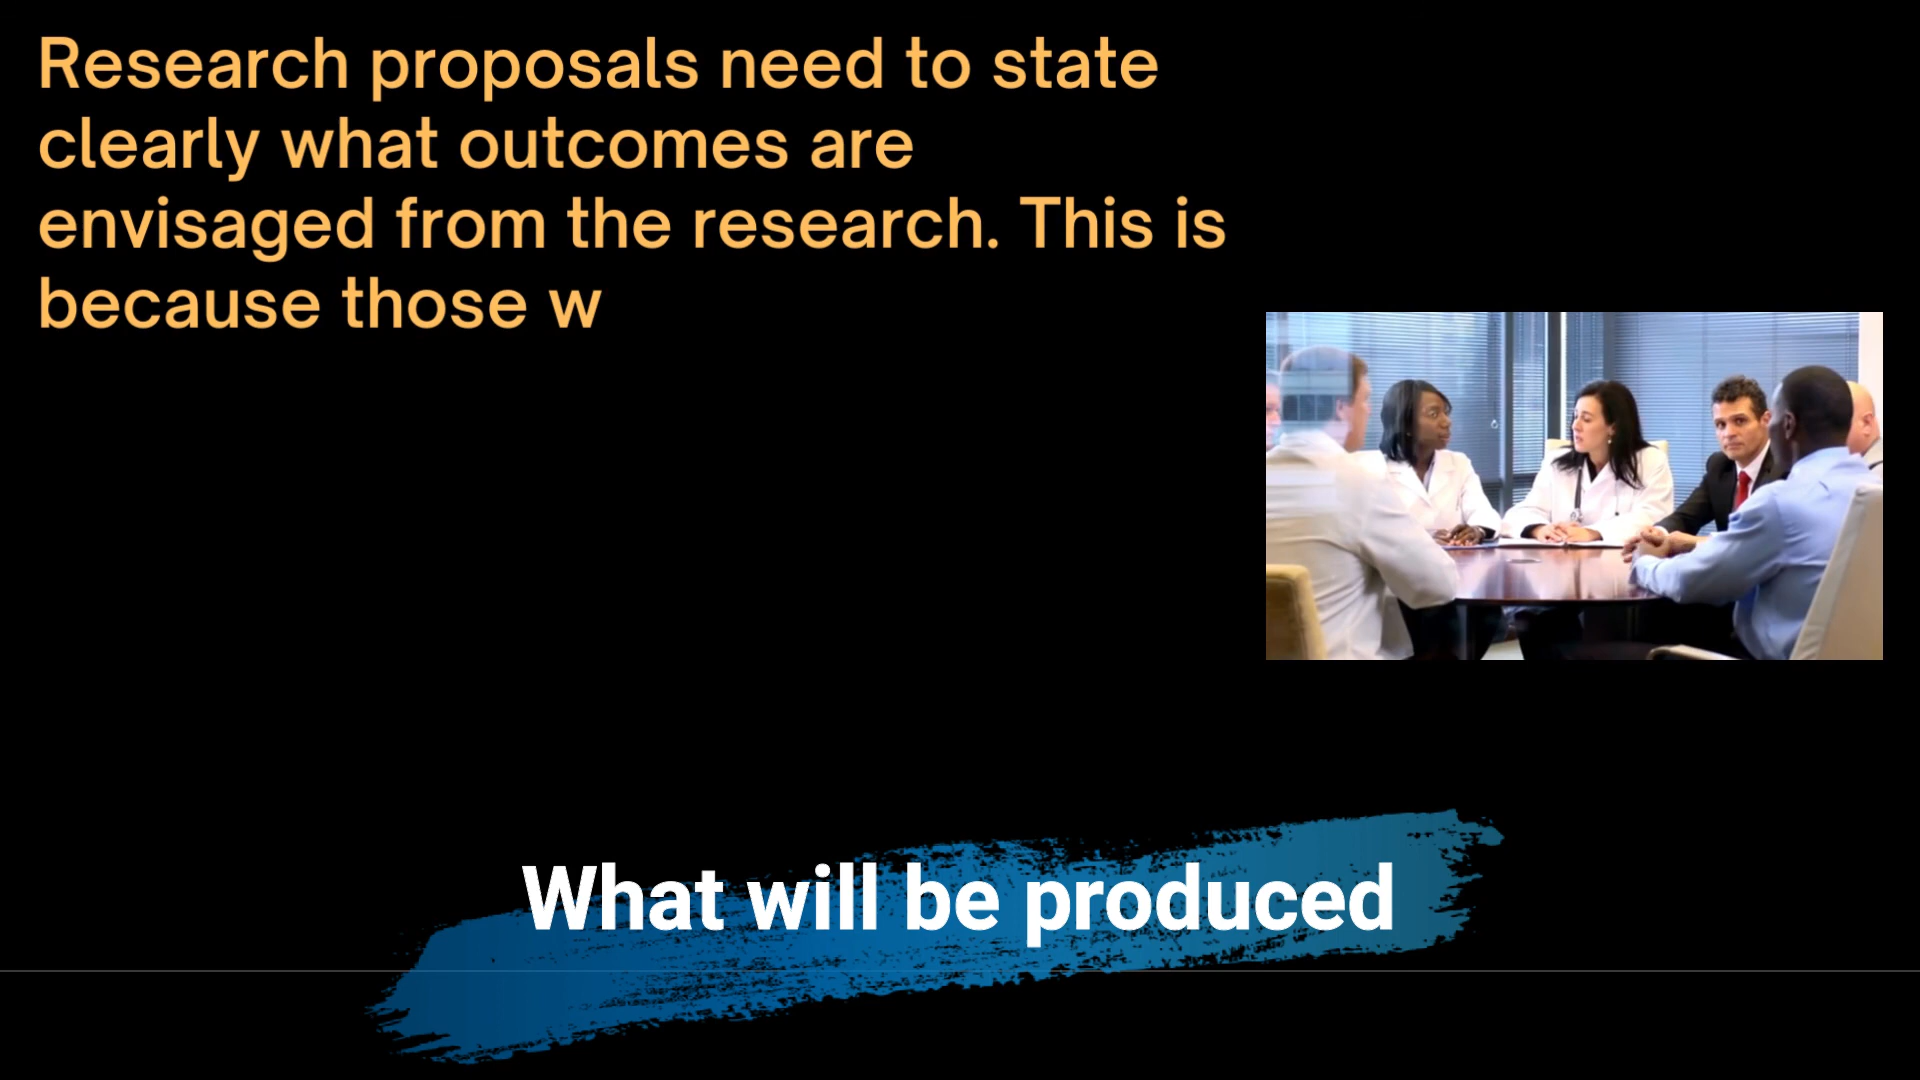 Research proposals need to state
clearly what outcomes are
envisaged from the research. This is
because those w
What will be produced